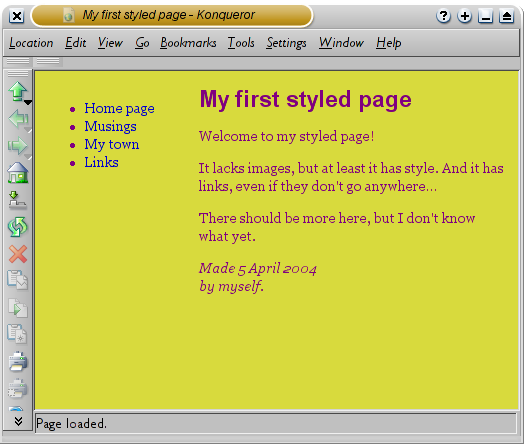 My first styled page - Konqueror
Location Edit View Go Bookmarks Tools Settings Window Help
Home page
Musings
My town
Links
My first styled page
Welcome to my styled page!
It lacks images, but at least it has style. And it has
links, even if they don't go anywhere...
There should be more here, but I don't know
what yet.
Made 5 April 2004
by myself.
Page loaded.